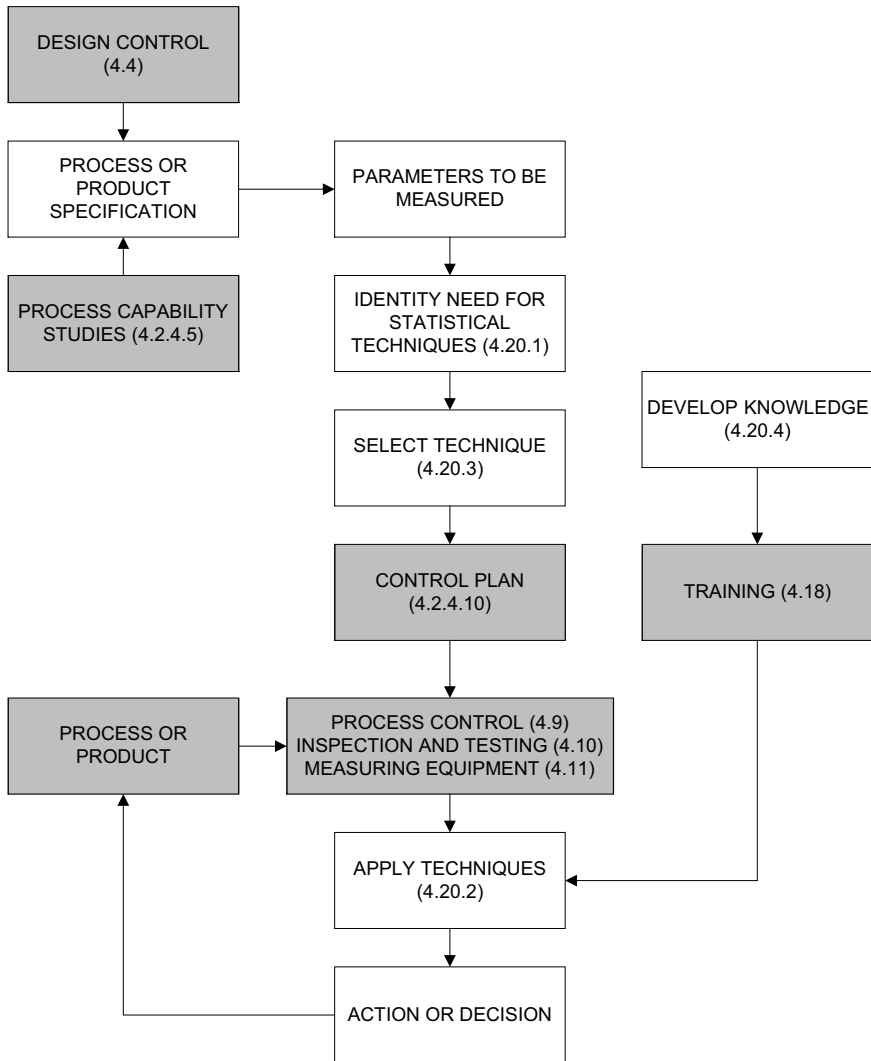 DESIGN CONTROL
(4.4)
PROCESS OR
PRODUCT
SPECIFICATION
PARAMETERS TO BE
MEASURED
PROCESS CAPABILITY
STUDIES (4.2.4.5)
IDENTITY NEED FOR
STATISTICAL
TECHNIQUES (4.20.1)
SELECT TECHNIQUE
(4.20.3)
DEVELOP KNOWLEDGE
(4.20.4)
CONTROL PLAN
(4.2.4.10)
TRAINING (4.18)
PROCESS OR
PRODUCT
PROCESS CONTROL (4.9)
INSPECTION AND TESTING (4.10)
MEASURING EQUIPMENT (4.11)
APPLY TECHNIQUES
(4.20.2)
ACTION OR DECISION